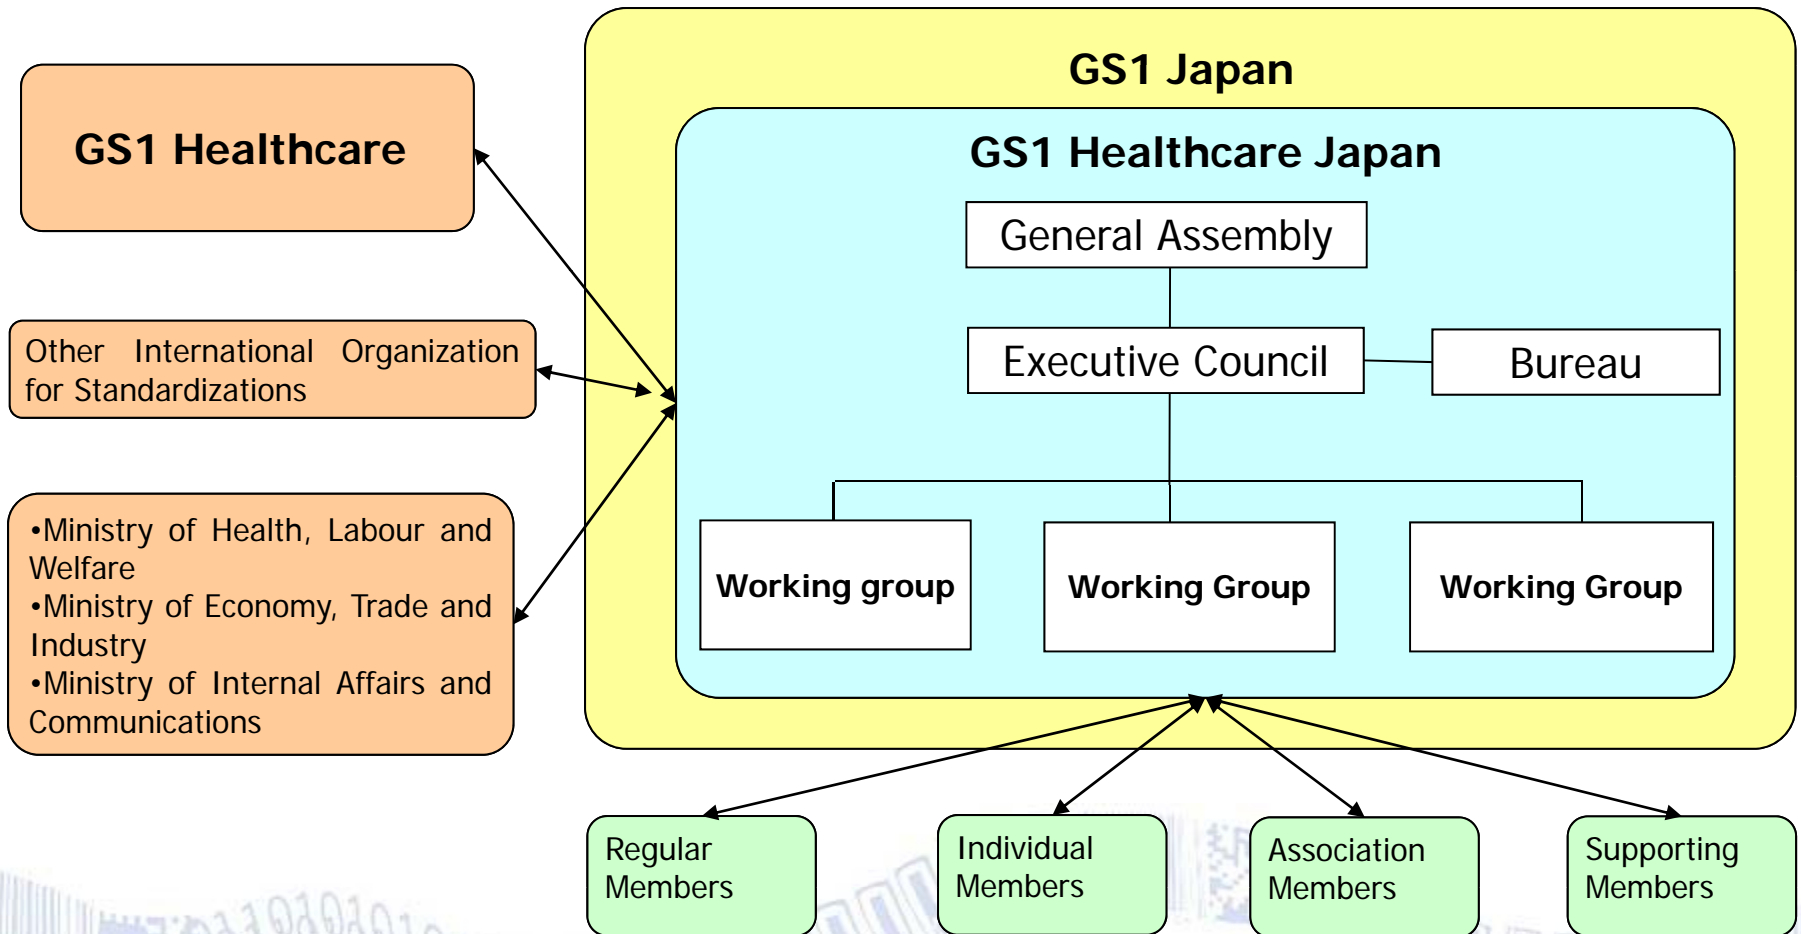 GS1 Japan
GS1 Healthcare
GS1 Healthcare Japan
General Assembly
Executive Council
Bureau
Other International Organization
for Standardizations
•Ministry of Health, Labour and
Welfare
•Ministry of Economy, Trade and
Industry
•Ministry of Internal Affairs and
Communications
Working group
Working Group
Working Group
Regular
Members
Individual
Members
Association
Members
Supporting
Members